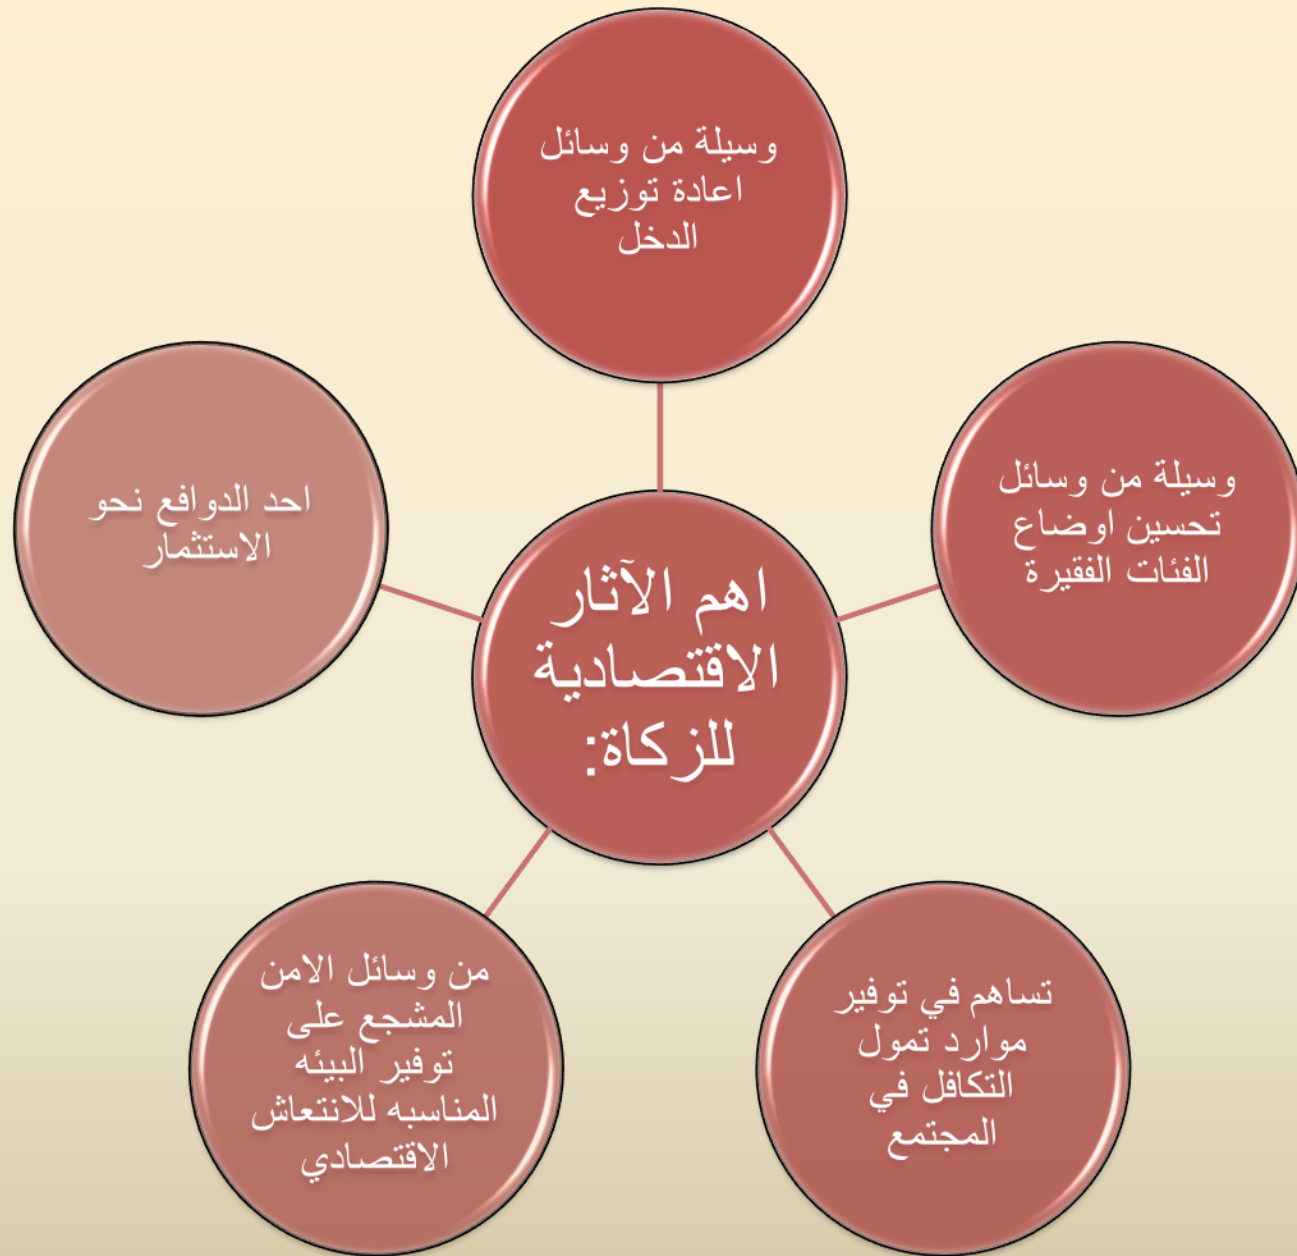 وسيلة من وسائل
اعادة توزيع
الدخل
وسيلة من وسائل
تحسين اوضاع
الفئات الفقيرة
احد الدوافع نحو
الاستثمار
اهم الآثار
الاقتصادية
للزكاة:
تساهم في توفير
موارد تمول
التكافل في
المجتمع
من وسائل الامن
المشجع على
توفير البيئه
المناسبه للانتعاش
الاقتصادي